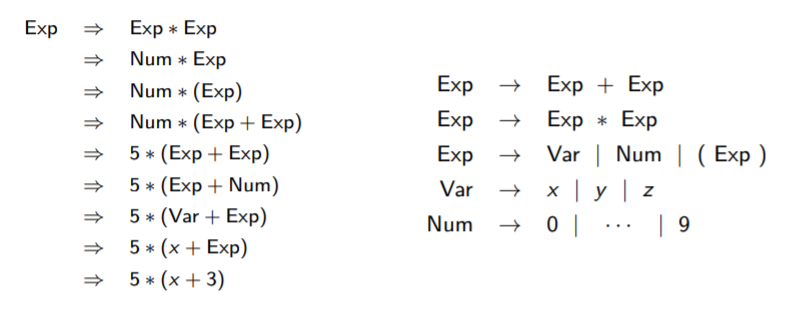 Exp ⇒ Exp ∗ Exp
⇒ Num ∗ Exp
⇒ Num ∗ (Exp)
⇒ Num ∗ (Exp + Exp)
⇒ 5 ∗ (Exp + Exp)
⇒ 5 ∗ (Exp + Num)
⇒ 5 ∗ (Var + Exp)
⇒ 5 ∗ (x + Exp)
⇒ 5 ∗ (x + 3)
Exp → Exp + Exp
Exp → Exp ∗ Exp
Exp → Var | Num | ( Exp )
Var → x | y | z
Num → 0 | ⋯ | 9